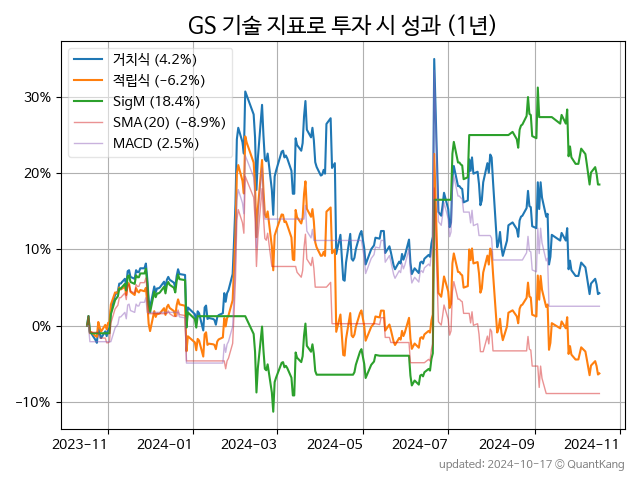 GS 기술 지표로 투자 시 성과 (1년)
거치식 (4.2%)
적립식 (−6.2%)
SigM (18.4%)
SMA(20) (−8.9%)
MACD (2.5%)
30%
20%
10%
0%
−10%
2023-11
2024-01
2024-03
2024-05
2024-07
2024-09
2024-11
updated: 2024-10-17 © QuantKang